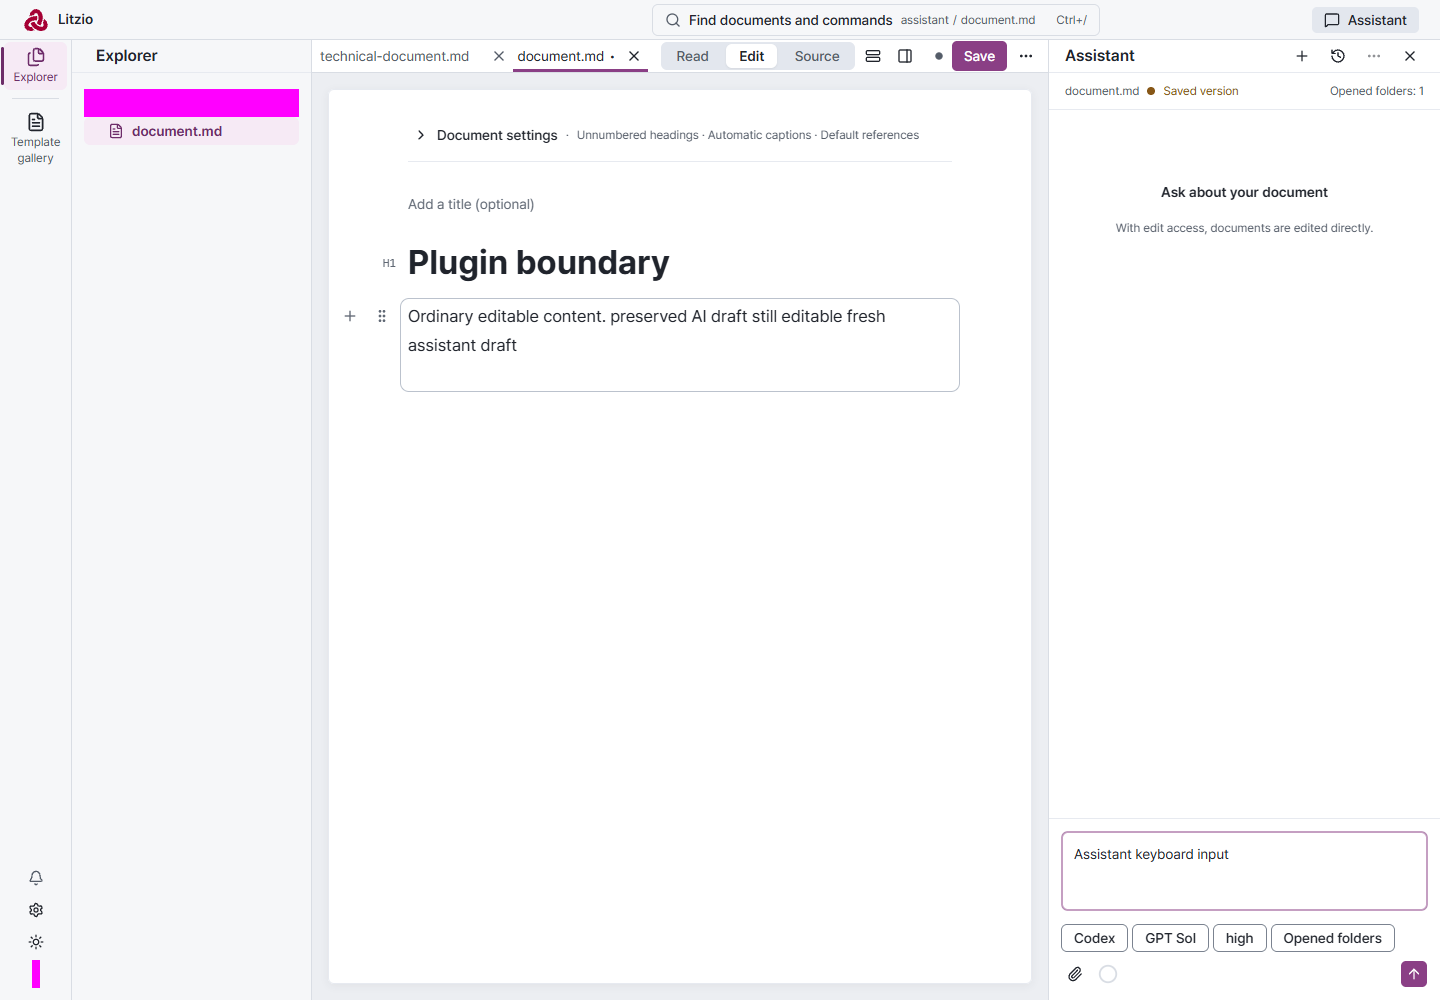 Litzio
Find documents and commands assistant / document.md Ctrl+/
Assistant
Explorer
Template
gallery
Explorer
document.md
technical-document.md
document.md •
Read
Edit
Source
Save
Document settings · Unnumbered headings · Automatic captions · Default references
Add a title (optional)
H1 Plugin boundary
Ordinary editable content. preserved AI draft still editable fresh
assistant draft
Assistant
document.md Saved version Opened folders: 1
Ask about your document
With edit access, documents are edited directly.
Assistant keyboard input
Codex
GPT Sol
high
Opened folders